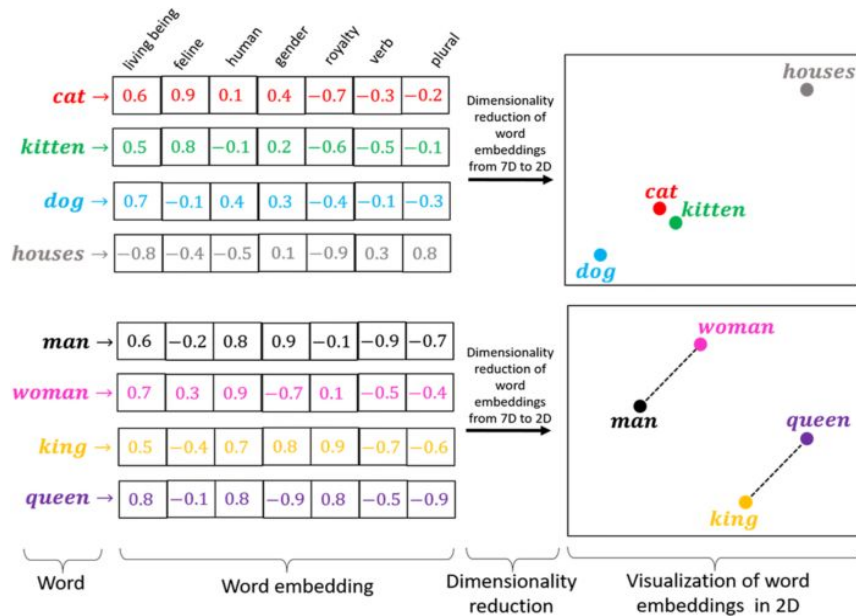 living being feline human gender royalty verb plural
cat → 0.6 0.9 0.1 0.4 −0.7 −0.3 −0.2
kitten → 0.5 0.8 −0.1 0.2 −0.6 −0.5 −0.1
dog → 0.7 −0.1 0.4 0.3 −0.4 −0.1 −0.3
houses → −0.8 −0.4 −0.5 0.1 −0.9 0.3 0.8
Dimensionality
reduction of
word
embeddings
from 7D to 2D
houses
cat
kitten
dog
man → 0.6 −0.2 0.8 0.9 −0.1 −0.9 −0.7
woman → 0.7 0.3 0.9 −0.7 0.1 −0.5 −0.4
king → 0.5 −0.4 0.7 0.8 0.9 −0.7 −0.6
queen → 0.8 −0.1 0.8 −0.9 0.8 −0.5 −0.9
Dimensionality
reduction of
word
embeddings
from 7D to 2D
woman
man
queen
king
Word
Word embedding
Dimensionality
reduction
Visualization of word
embeddings in 2D